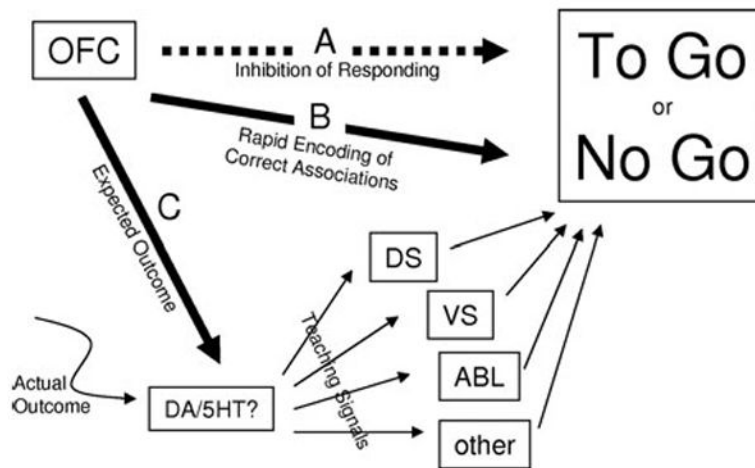 OFC
A
Inhibition of Responding
B
Rapid Encoding of
Correct Associations
To Go
or
No Go
C
Expected Outcome
DS
VS
ABL
other
Teaching Signals
Actual
Outcome
DA/5HT?